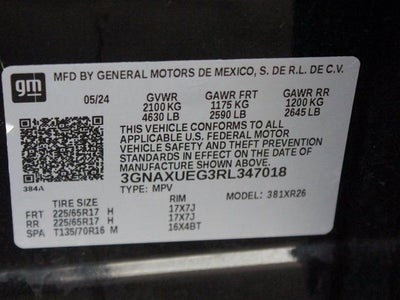 gm
MFD BY GENERAL MOTORS DE MEXICO, S. DE R.L. DE C.V.
05/24 GVWR GAWR FRT GAWR RR
2100 KG 1175 KG 1200 KG
4630 LB 2590 LB 2645 LB
THIS VEHICLE CONFORMS TO ALL
APPLICABLE U.S. FEDERAL MOTOR
VEHICLE SAFETY AND THEFT PREVENTION
STANDARDS IN EFFECT ON THE DATE OF
MANUFACTURE SHOWN ABOVE.
3GNAXUEG3RL347018
384A TYPE: MPV MODEL: 381XR26
TIRE SIZE RIM
FRT 225/65R17 H 17X7J
RR 225/65R17 H 17X7J
SPA T135/70R16 M 16X4BT